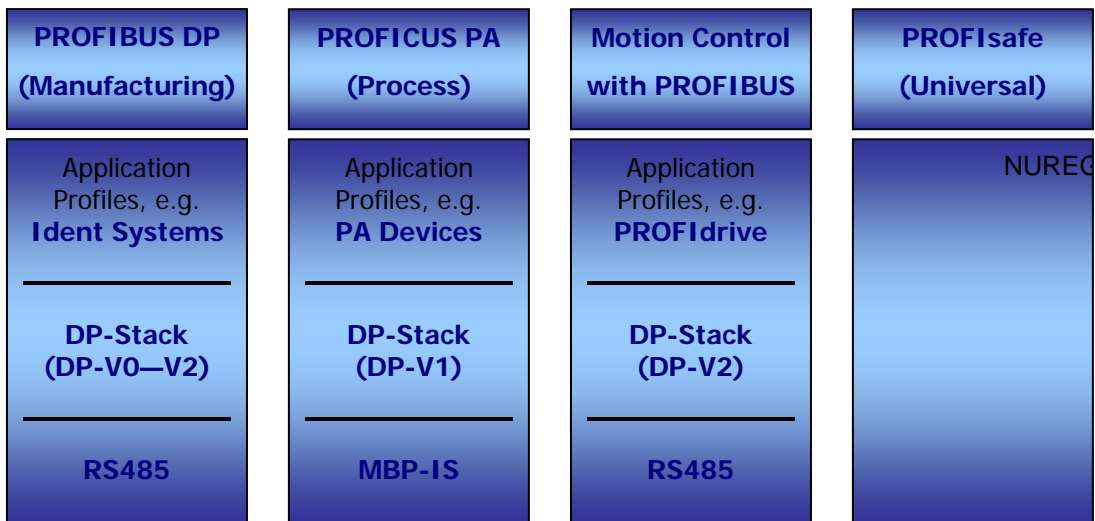 PROFIBUS DP
(Manufacturing)
PROFICUS PA
(Process)
Motion Control
with PROFIBUS
PROFIsafe
(Universal)
Application
Profiles, e.g.
Ident Systems
DP-Stack
(DP-V0—V2)
RS485
Application
Profiles, e.g.
PA Devices
DP-Stack
(DP-V1)
MBP-IS
Application
Profiles, e.g.
PROFIdrive
DP-Stack
(DP-V2)
RS485
NUREG